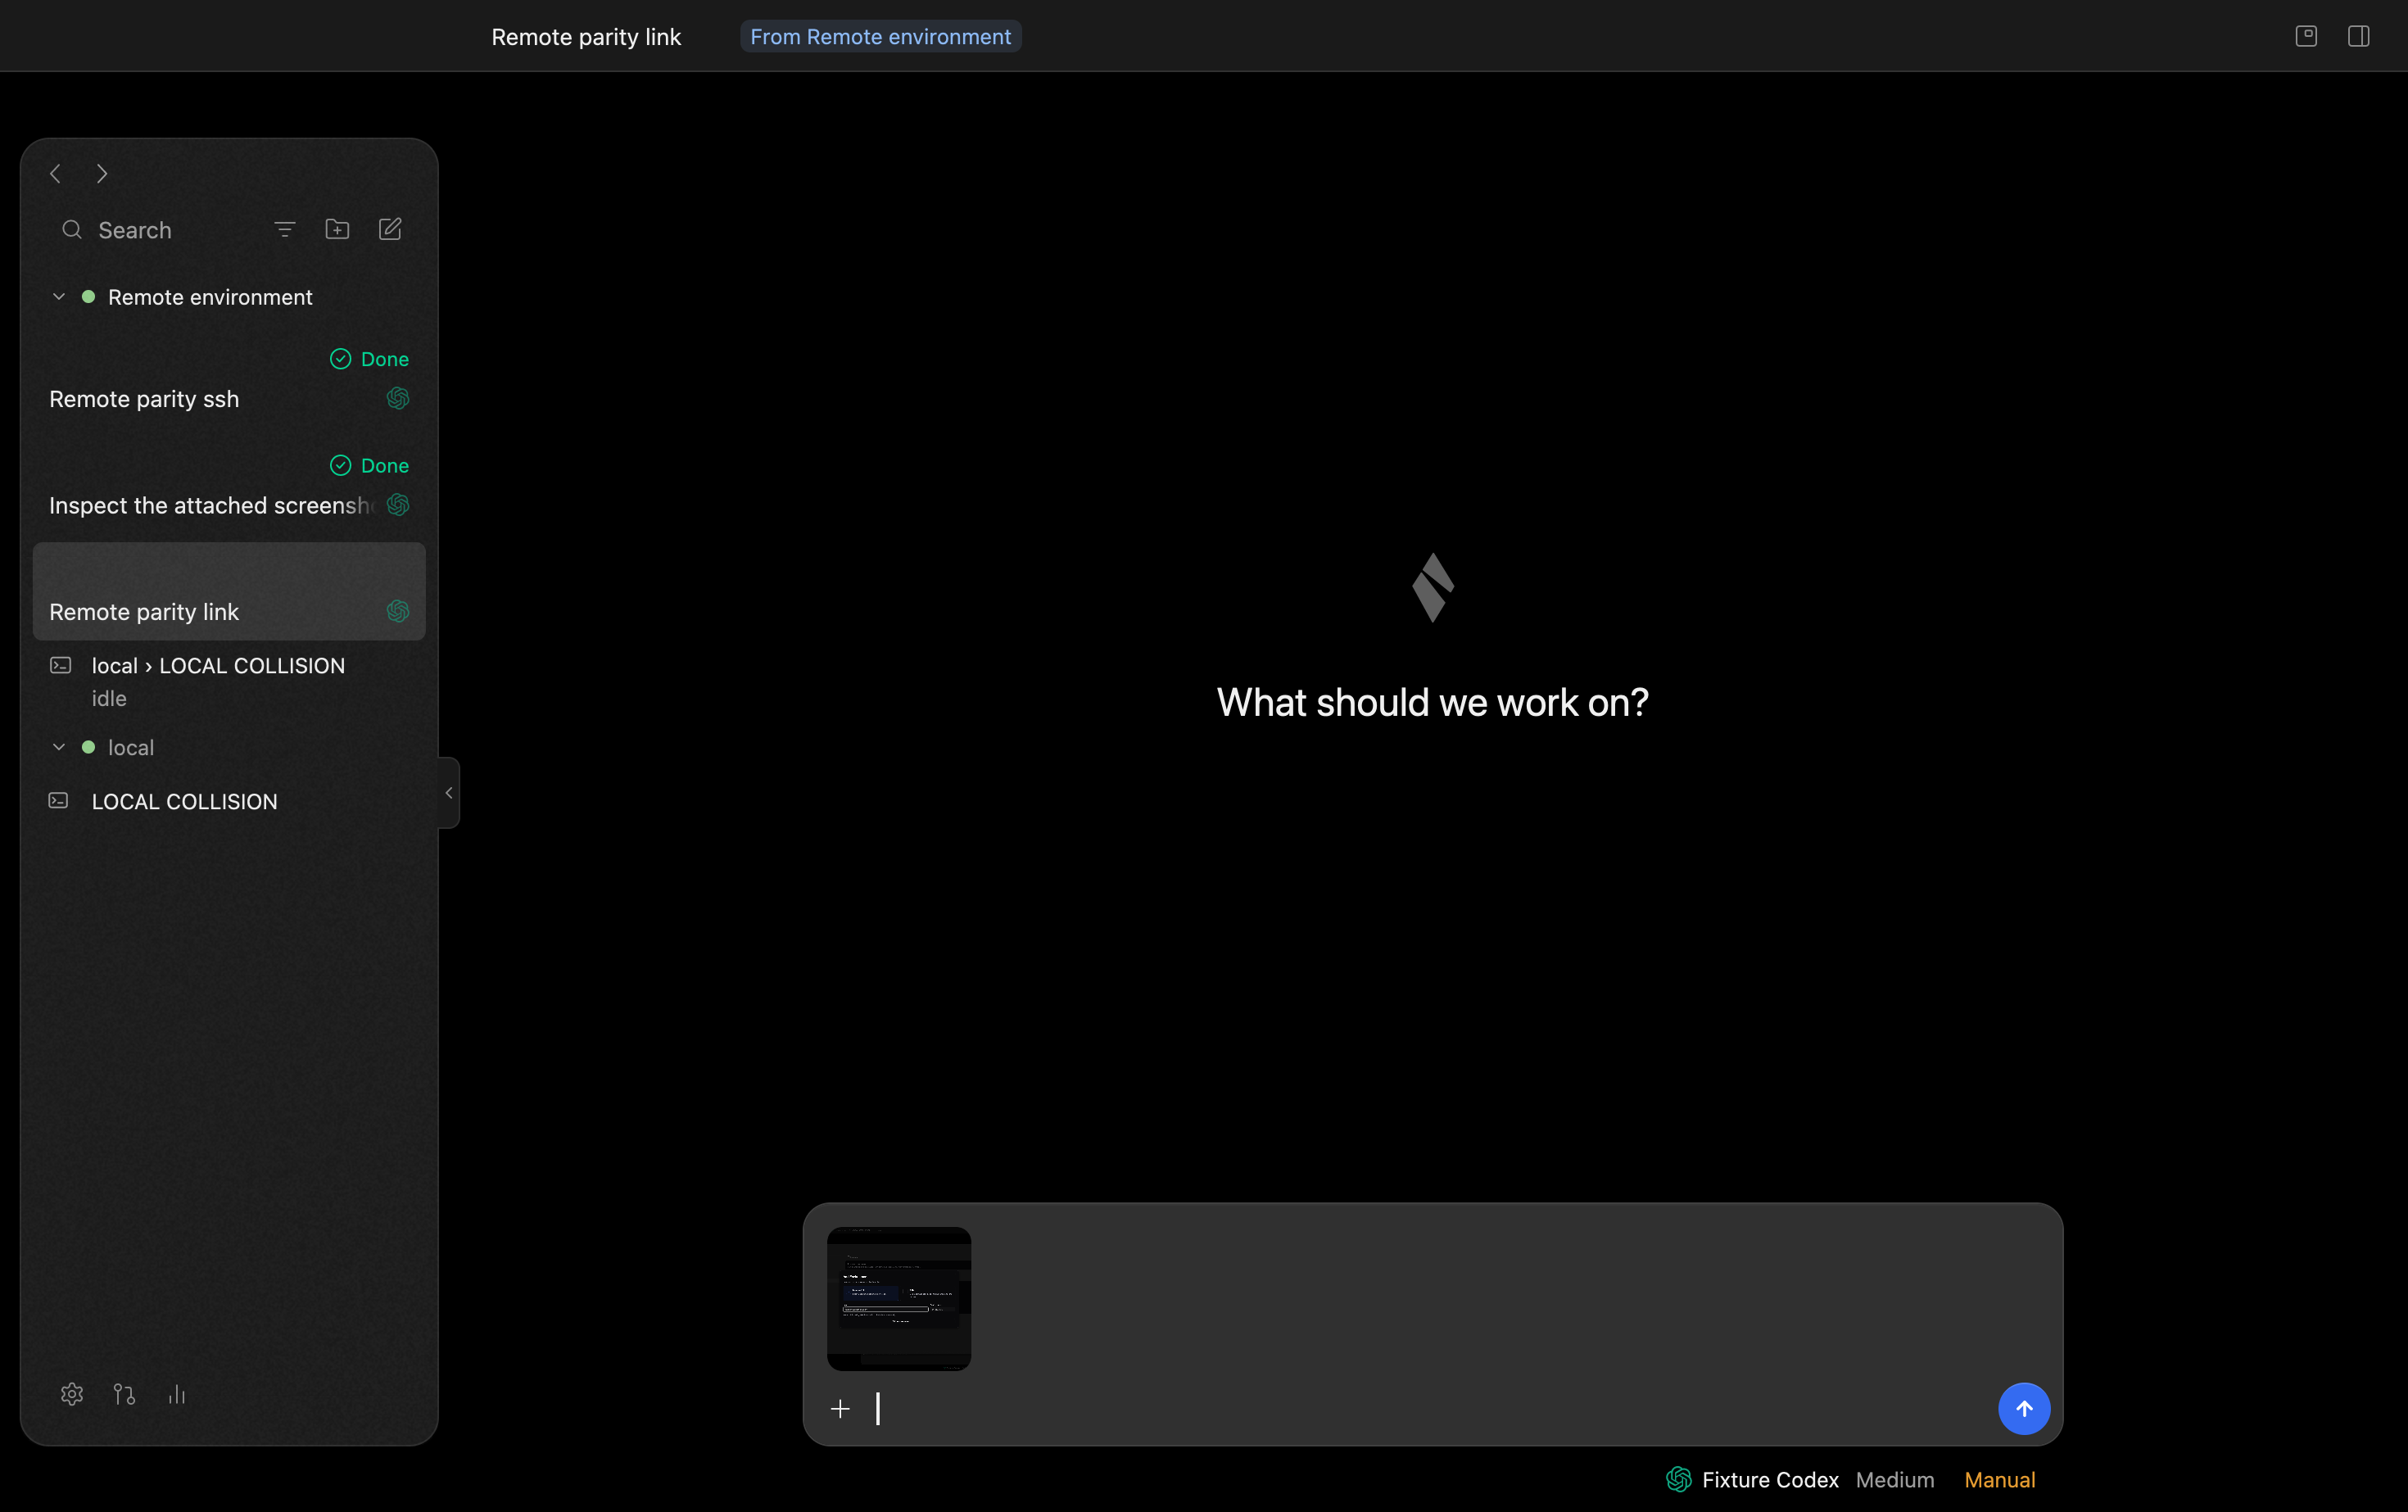 Remote parity link
From Remote environment
Search
Remote environment
Done
Remote parity ssh
Done
Inspect the attached screensh
Remote parity link
local › LOCAL COLLISION
idle
local
LOCAL COLLISION
What should we work on?
Fixture Codex Medium Manual